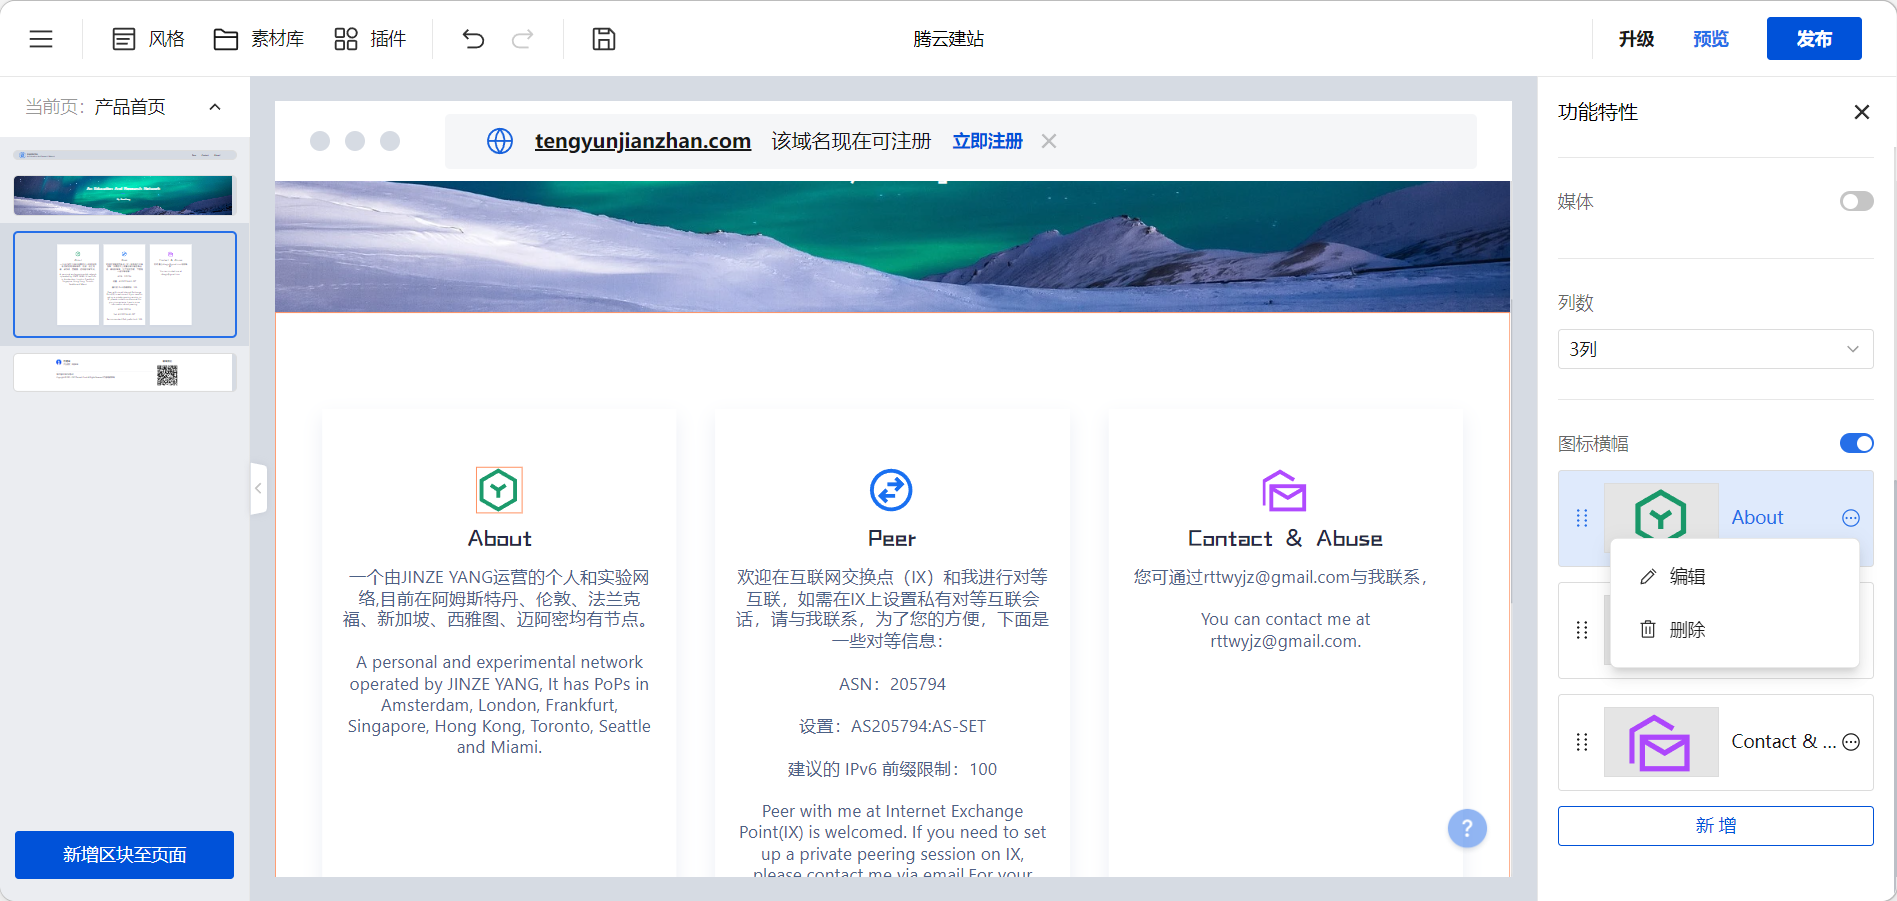 风格
素材库
插件
腾云建站
升级
预览
发布
当前页：产品首页
tengyunjianzhan.com 该域名现在可注册 立即注册
About
一个由JINZE YANG运营的个人和实验网
络,目前在阿姆斯特丹、伦敦、法兰克
福、新加坡、西雅图、迈阿密均有节点。
A personal and experimental network
operated by JINZE YANG, It has PoPs in
Amsterdam, London, Frankfurt,
Singapore, Hong Kong, Toronto, Seattle
and Miami.
Peer
欢迎在互联网交换点（IX）和我进行对等
互联，如需在IX上设置私有对等互联会
话，请与我联系，为了您的方便，下面是
一些对等信息：
ASN：205794
设置：AS205794:AS-SET
建议的 IPv6 前缀限制：100
Peer with me at Internet Exchange
Point(IX) is welcomed. If you need to set
up a private peering session on IX,
please contact me via email.For your
Contact & Abuse
您可通过rttwyjz@gmail.com与我联系，
You can contact me at
rttwyjz@gmail.com.
?
新增区块至页面
功能特性
媒体
列数
3列
图标横幅
About
编辑
删除
Contact & ...
新 增